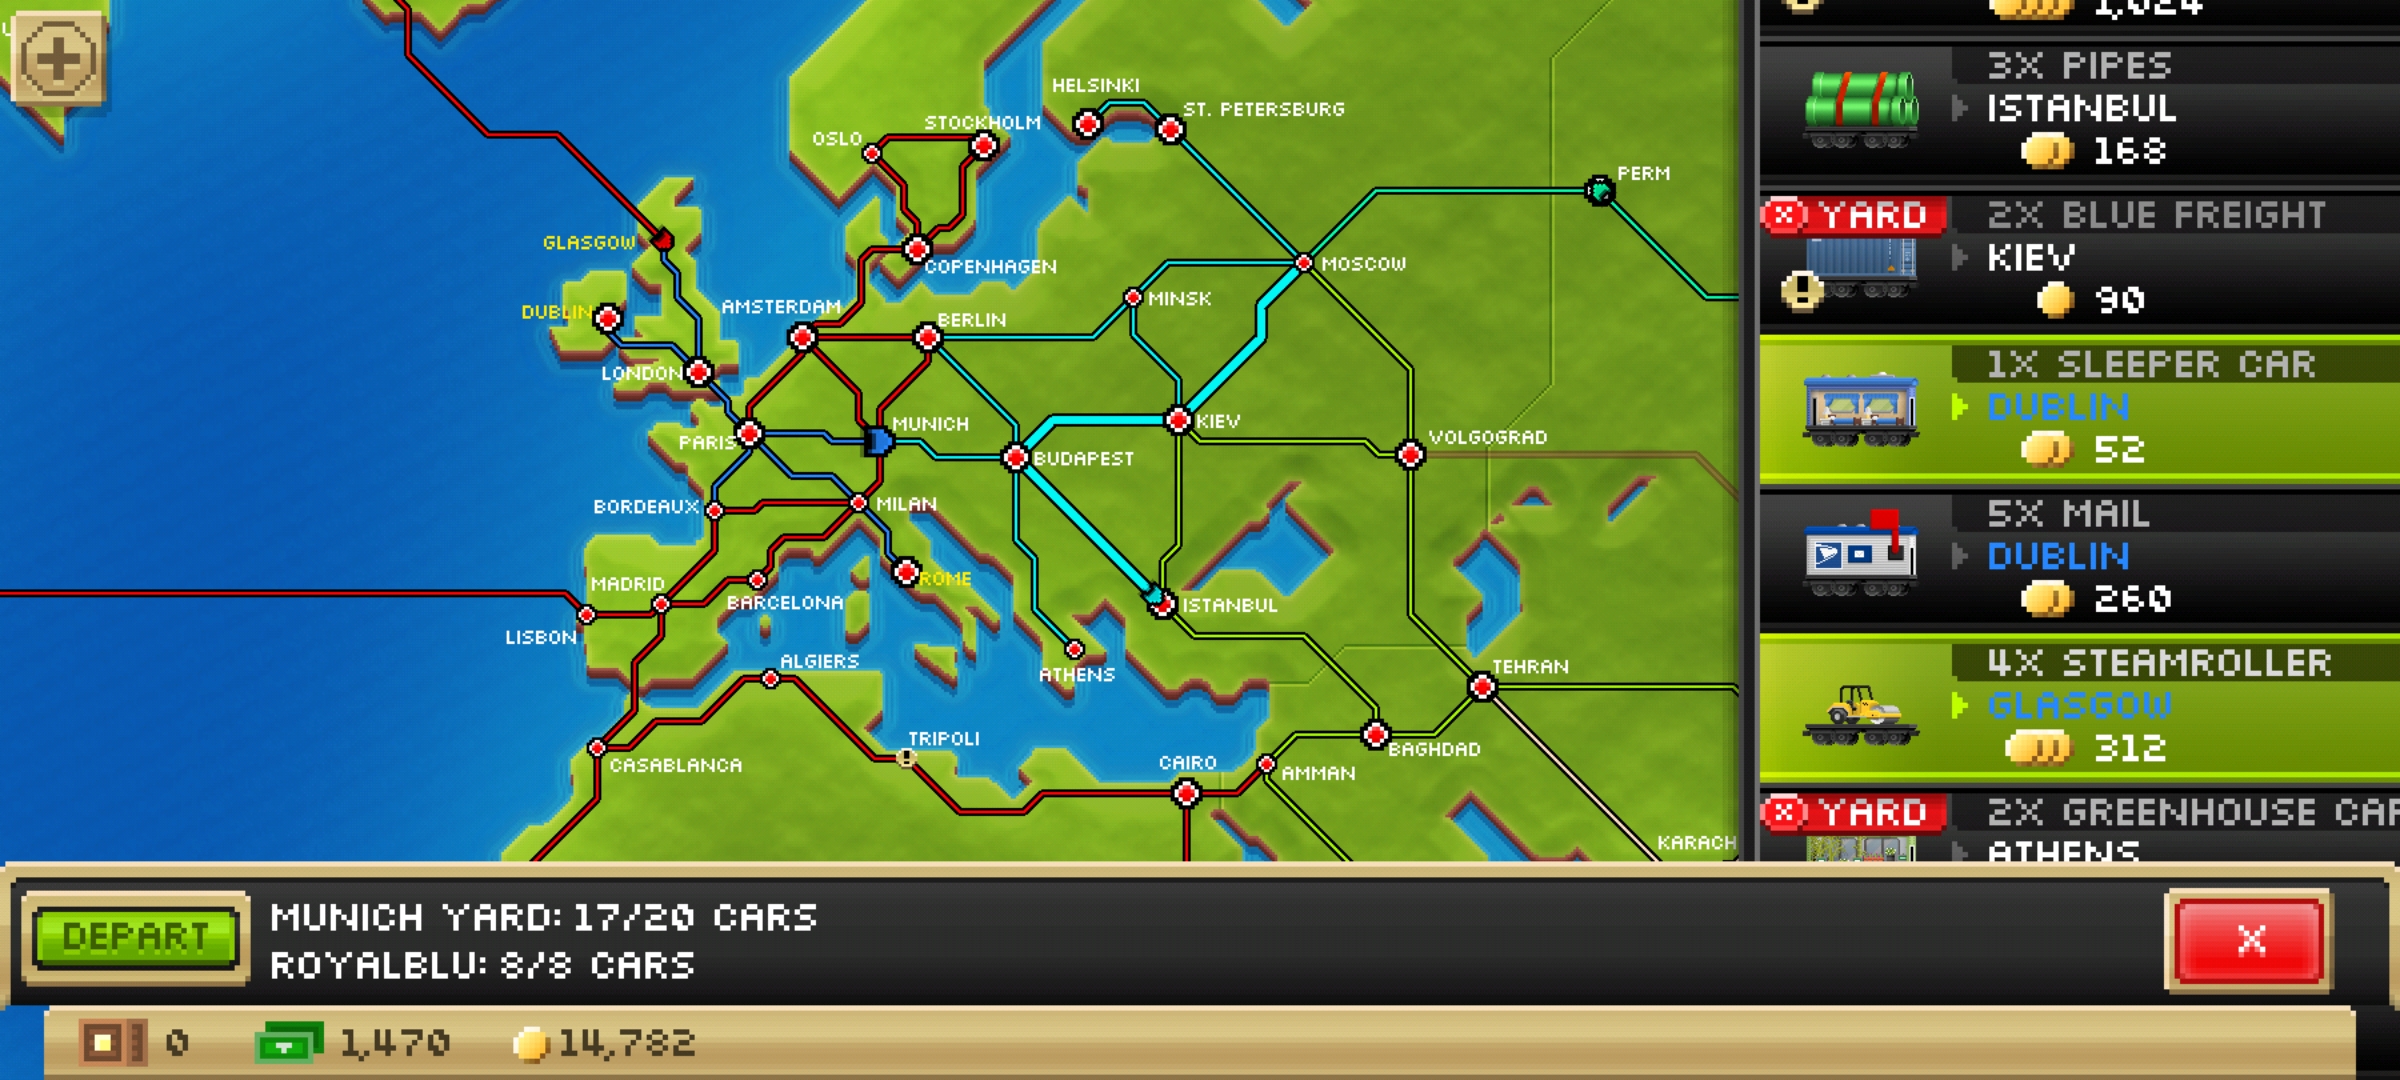 1,024
HELSINKI
3X PIPES
ISTANBUL
168
ST. PETERSBURG
STOCKHOLM
OSLO
PERM
YARD
2X BLUE FREIGHT
KIEV
90
GLASGOW
COPENHAGEN
MOSCOW
MINSK
DUBLIN
AMSTERDAM
BERLIN
1X SLEEPER CAR
DUBLIN
52
LONDON
MUNICH
KIEV
PARIS
BUDAPEST
VOLGOGRAD
BORDEAUX
MILAN
5X MAIL
DUBLIN
260
MADRID
ROME
BARCELONA
ISTANBUL
LISBON
ALGIERS
ATHENS
TEHRAN
4X STEAMROLLER
GLASGOW
312
TRIPOLI
CASABLANCA
CAIRO
BAGHDAD
AMMAN
KARACH
YARD
2X GREENHOUSE CAR
ATHENS
DEPART
MUNICH YARD: 17/20 CARS
ROYALBLU: 8/8 CARS
X
0
1,470
14,782